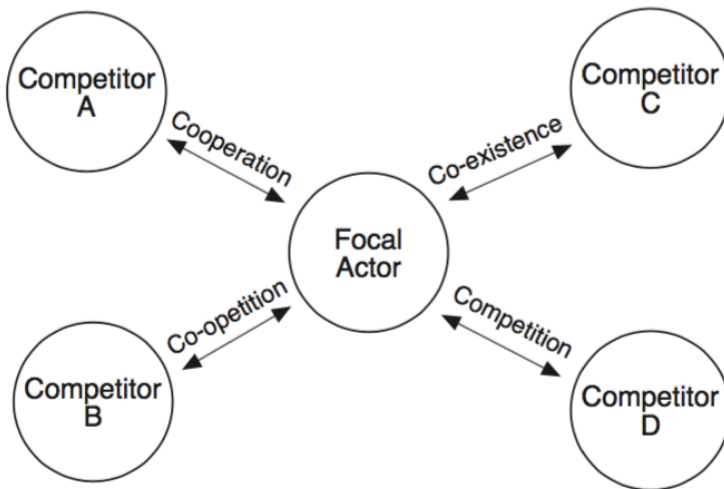 Competitor
A
Cooperation
Competitor
C
Co-existence
Focal
Actor
Co-opetition
Competition
Competitor
B
Competitor
D